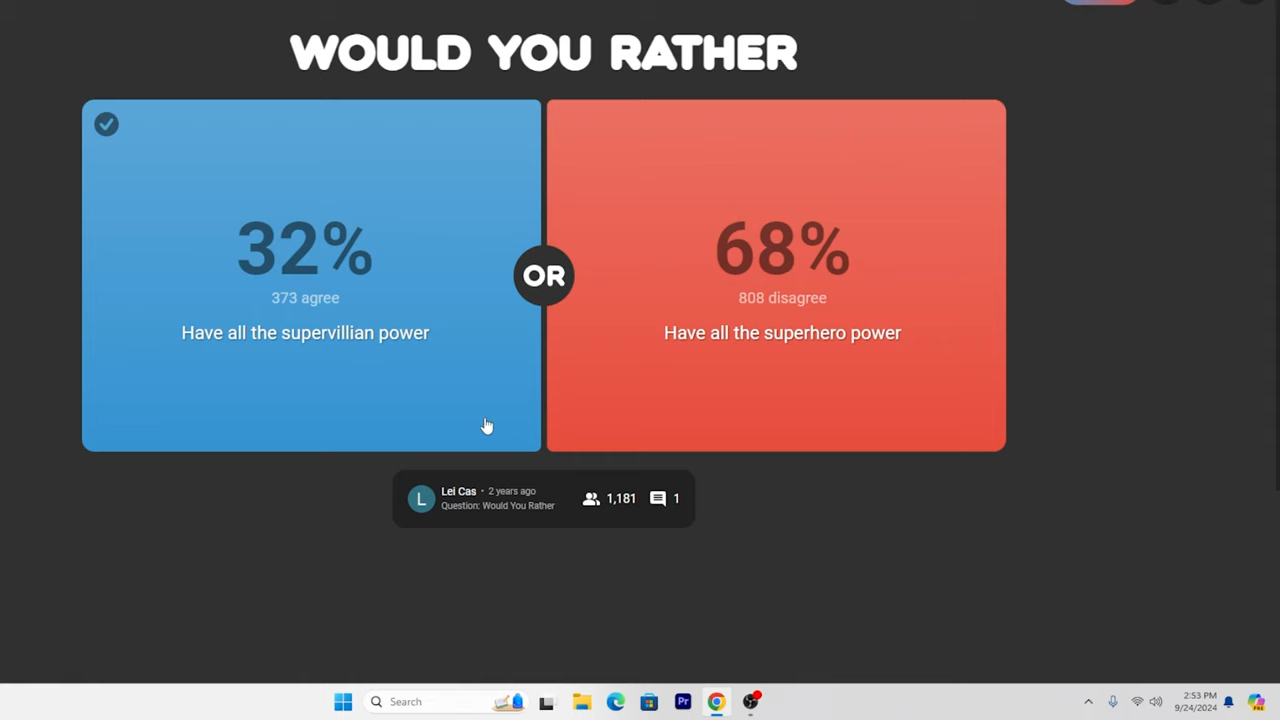 WOULD YOU RATHER
32%
373 agree
Have all the supervillian power
OR
68%
808 disagree
Have all the superhero power
L
Lei Cas • 2 years ago
Question: Would You Rather
1,181
1
Search
Pr
2:53 PM
9/24/2024
PRE